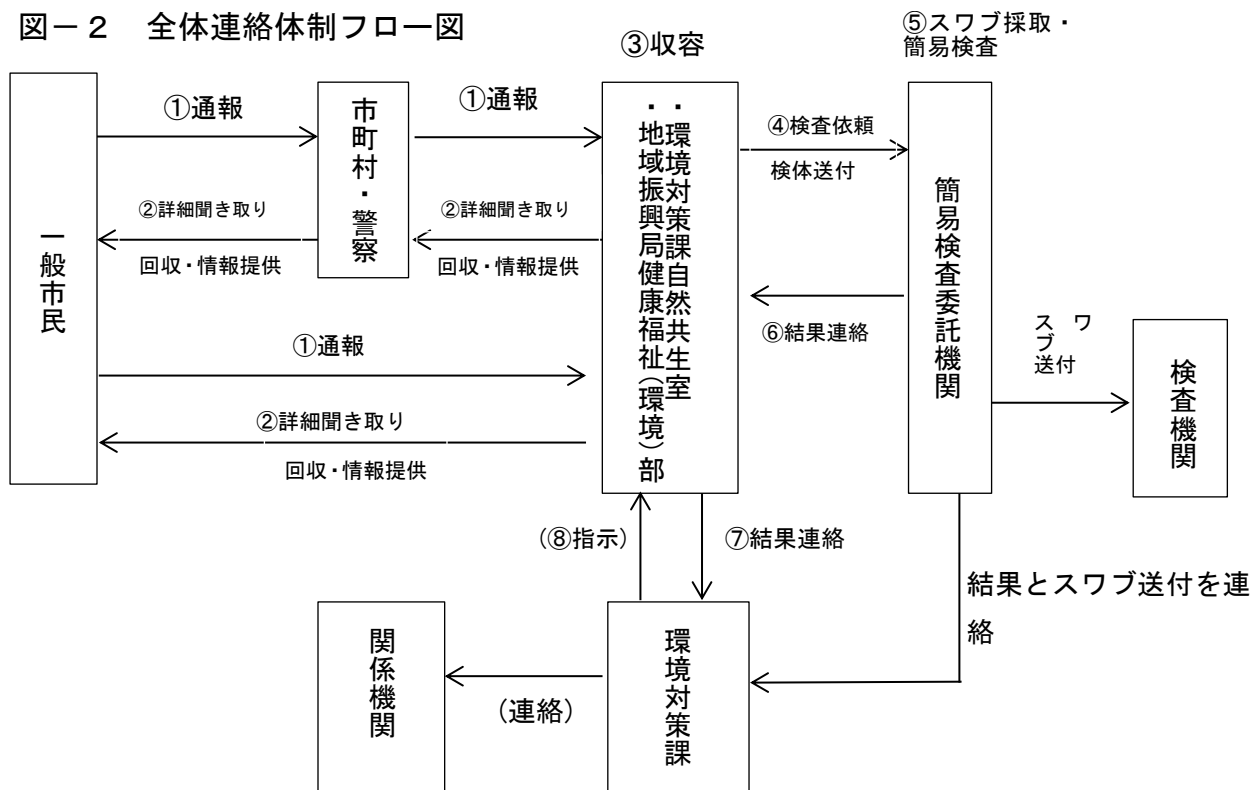 図－２　全体連絡体制フロー図
③収容
⑤スワブ採取・
簡易検査
一般市民
①通報
市町村・警察
①通報
②詳細聞き取り
回収・情報提供
②詳細聞き取り
回収・情報提供
①通報
②詳細聞き取り
回収・情報提供
・環境対策課自然共生室
・地域振興局健康福祉（環境）部
④検査依頼
検体送付
⑥結果連絡
簡易検査委託機関
スワ
ブ
送付
検査機関
（⑧指示）
⑦結果連絡
結果とスワブ送付を連
絡
関係機関
（連絡）
環境対策課